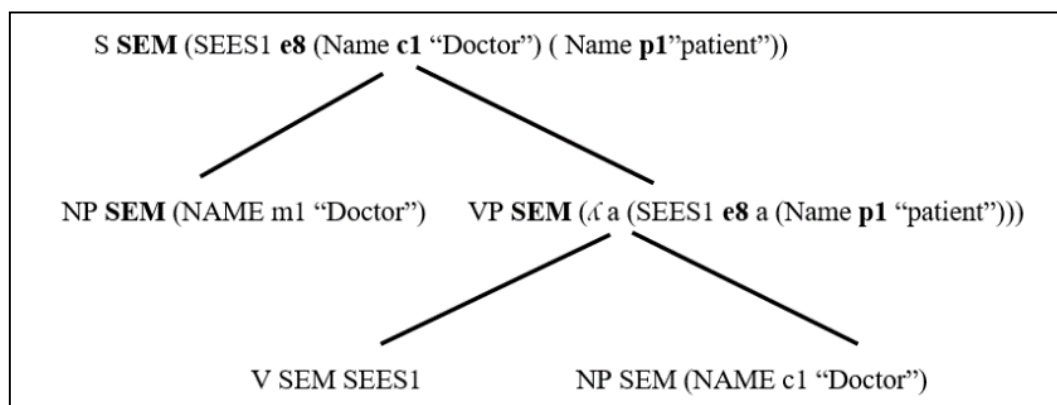 S SEM (SEES1 e8 (Name c1 “Doctor”) ( Name p1”patient”))
NP SEM (NAME m1 “Doctor”) VP SEM (ʎ a (SEES1 e8 a (Name p1 “patient”)))
V SEM SEES1 NP SEM (NAME c1 “Doctor”)